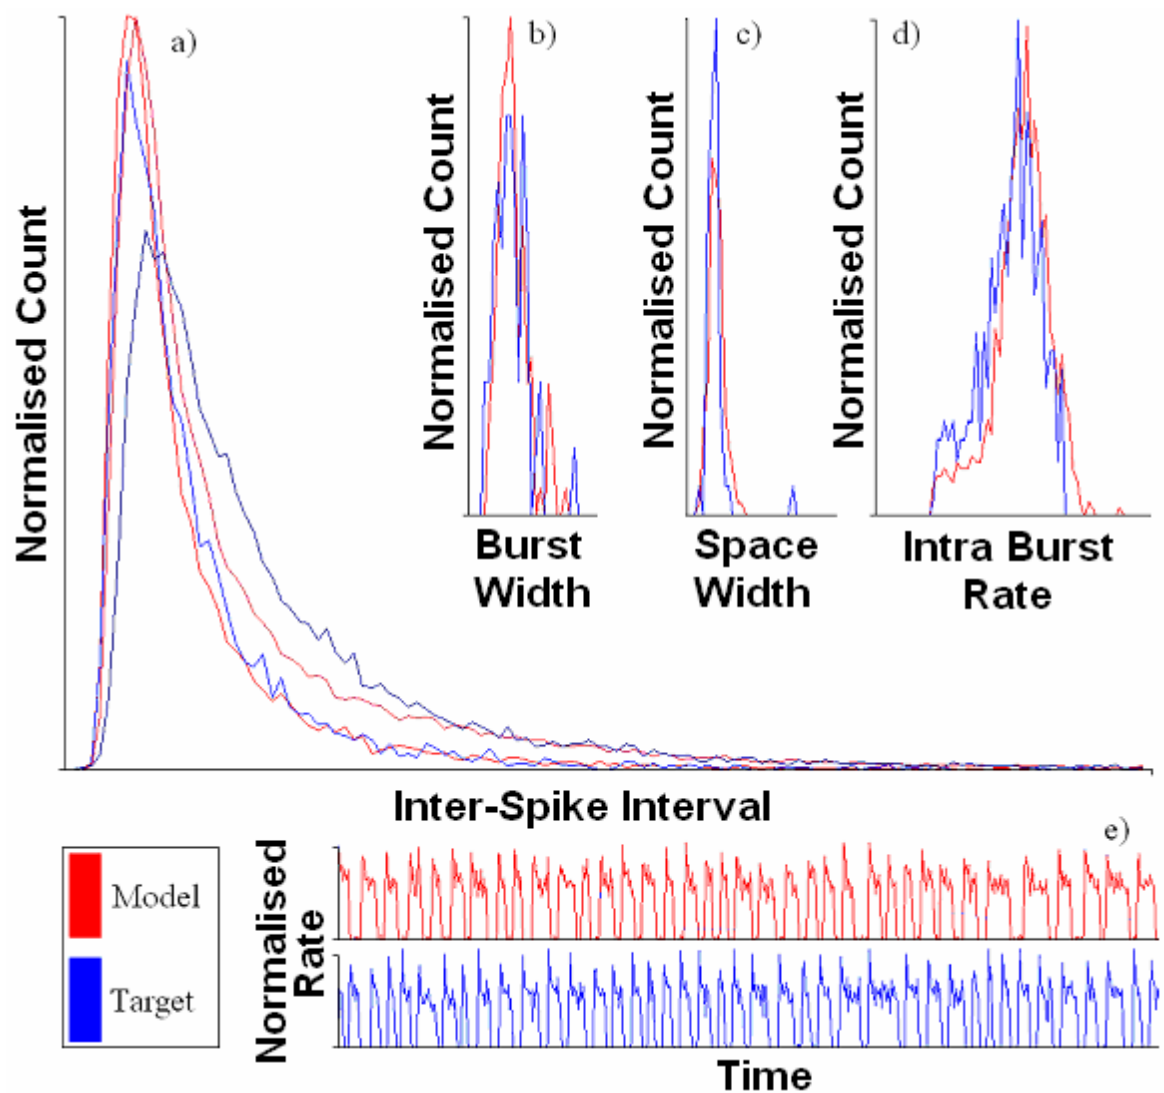 a)
b)
c)
d)
Normalised Count
Normalised Count
Normalised Count
Normalised Count
Burst
Width
Space
Width
Intra Burst
Rate
Inter-Spike Interval
e)
Model
Target
Normalised
Rate
Time